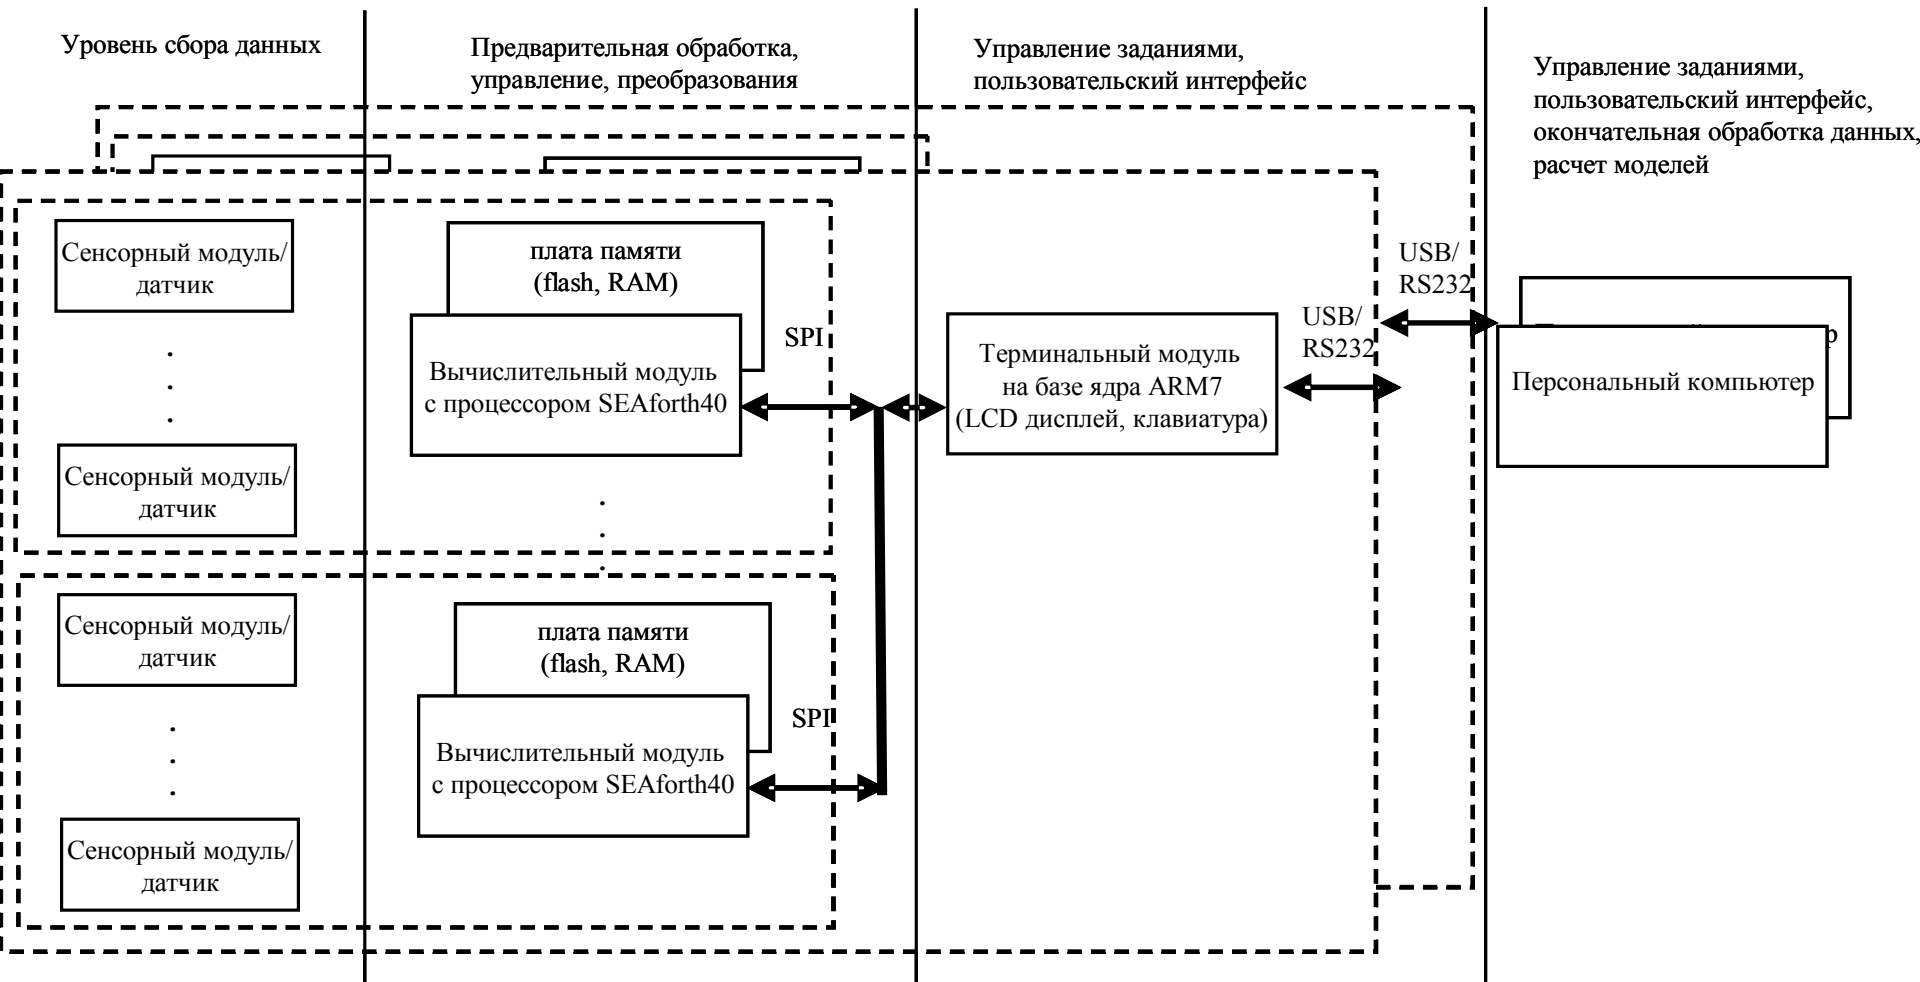 Уровень сбора данных
Предварительная обработка,
управление, преобразования
Управление заданиями,
пользовательский интерфейс
Управление заданиями,
пользовательский интерфейс,
окончательная обработка данных,
расчет моделей
Сенсорный модуль/
датчик
плата памяти
(flash, RAM)
SPI
Вычислительный модуль
с процессором SEAforth40
Терминальный модуль
на базе ядра ARM7
(LCD дисплей, клавиатура)
USB/
RS232
USB/
RS232
Персональный компьютер
Сенсорный модуль/
датчик
Сенсорный модуль/
датчик
плата памяти
(flash, RAM)
SPI
Вычислительный модуль
с процессором SEAforth40
Сенсорный модуль/
датчик